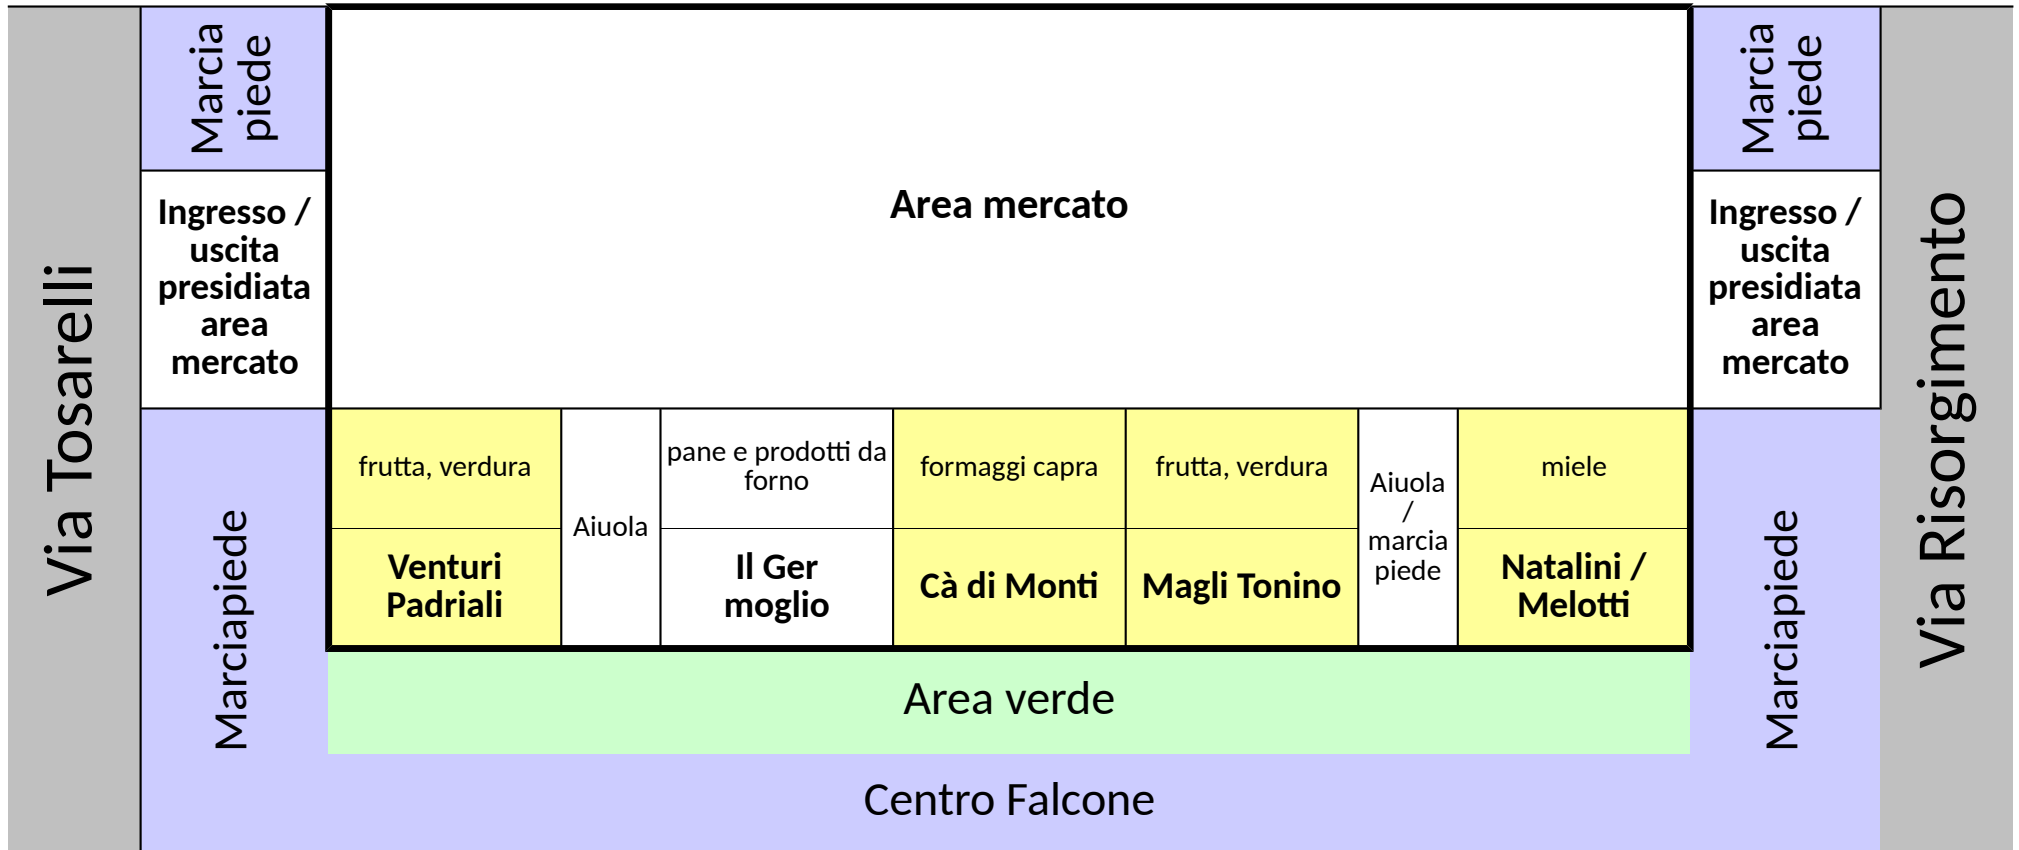 Via Tosarelli
Marcia
piede
Ingresso /
uscita
presidiata
area
mercato
Marciapiede
Area mercato
Marcia
piede
Ingresso /
uscita
presidiata
area
mercato
Marciapiede
Via Risorgimento
frutta, verdura
Venturi
Padriali
Aiuola
pane e prodotti da
forno
Il Ger
moglio
formaggi capra
Cà di Monti
frutta, verdura
Magli Tonino
Aiuola
/
marcia
piede
miele
Natalini /
Melotti
Area verde
Centro Falcone